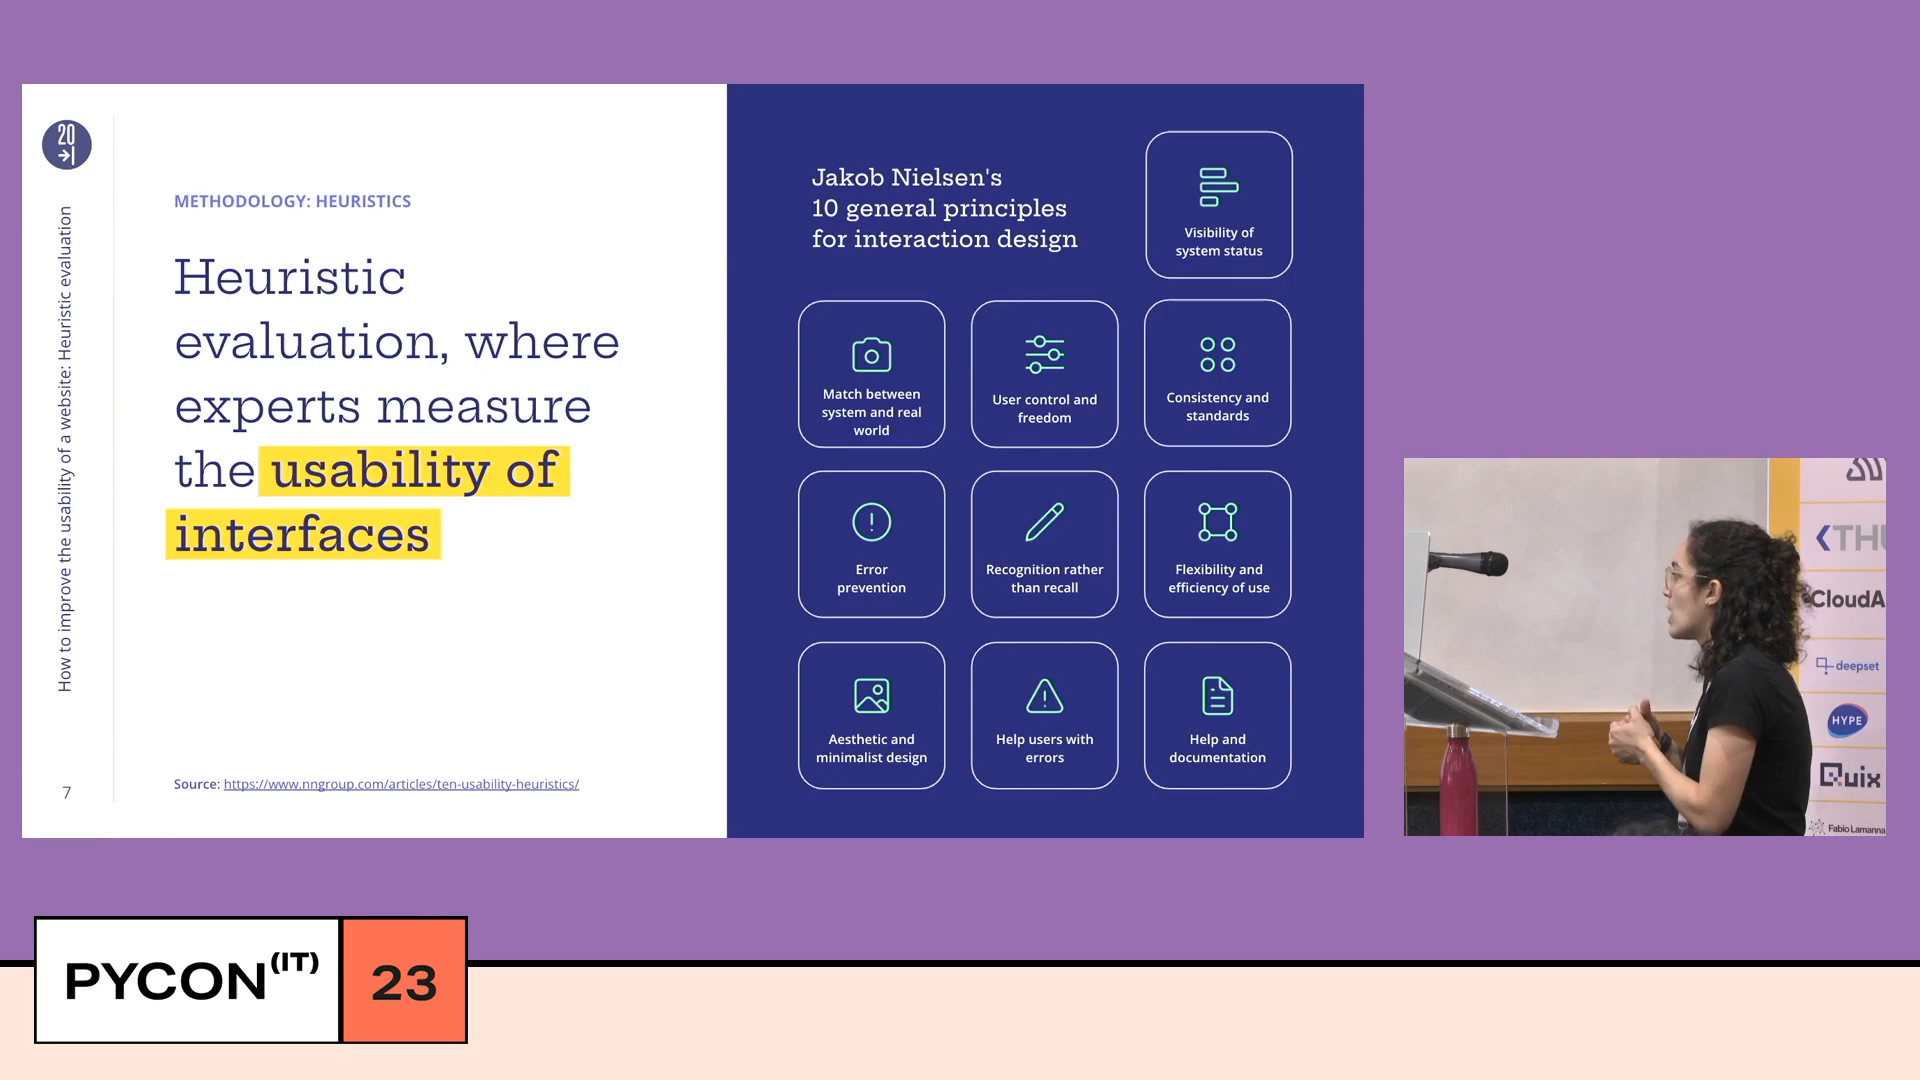 20
How to improve the usability of a website: Heuristic evaluation
7
METHODOLOGY: HEURISTICS
Heuristic
evaluation, where
experts measure
the usability of
interfaces
Source: https://www.nngroup.com/articles/ten-usability-heuristics/
Jakob Nielsen's
10 general principles
for interaction design
Visibility of
system status
Match between
system and real
world
User control and
freedom
Consistency and
standards
Error
prevention
Recognition rather
than recall
Flexibility and
efficiency of use
Aesthetic and
minimalist design
Help users with
errors
Help and
documentation
THU
CloudA
deepset
HYPE
Quix
Fabio Lamanna
PYCON(IT) 23